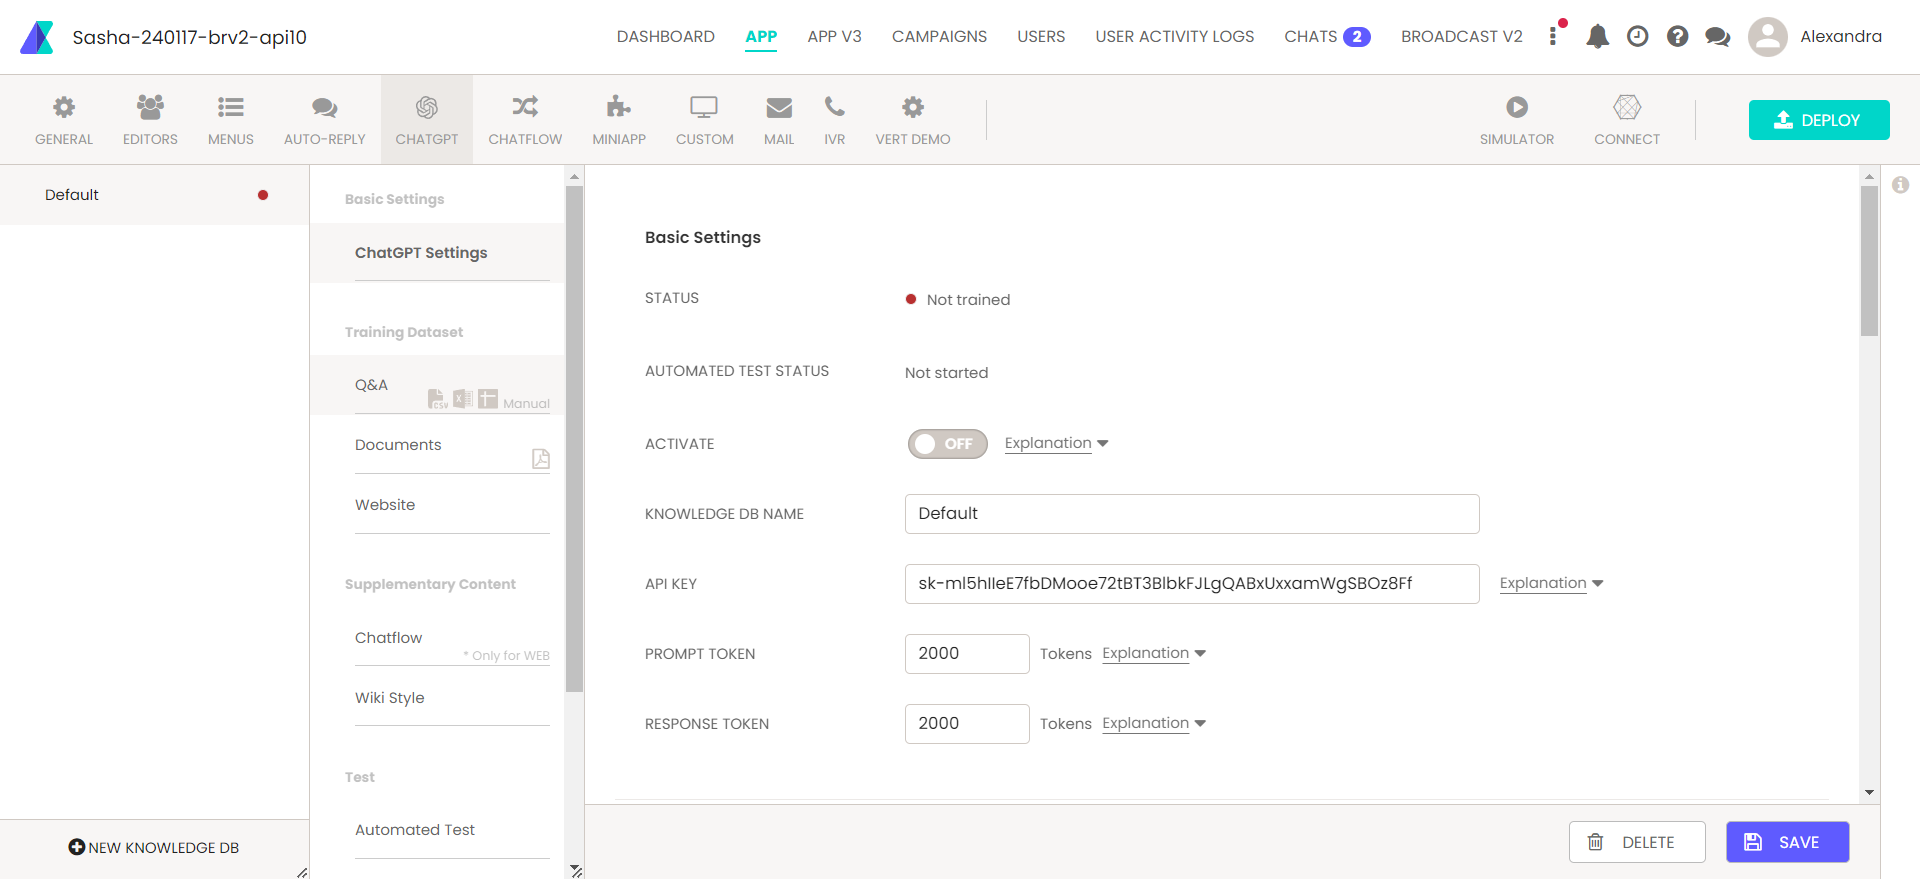 Sasha-240117-brv2-api10
DASHBOARD APP APP V3 CAMPAIGNS USERS USER ACTIVITY LOGS CHATS 2 BROADCAST V2 Alexandra
GENERAL EDITORS MENUS AUTO-REPLY CHATGPT CHATFLOW MINIAPP CUSTOM MAIL IVR VERT DEMO SIMULATOR CONNECT DEPLOY
Default
Basic Settings
ChatGPT Settings
Training Dataset
Q&A
CSV X Manual
Documents
Website
Supplementary Content
Chatflow
* Only for WEB
Wiki Style
Test
Automated Test
NEW KNOWLEDGE DB
Basic Settings
STATUS Not trained
AUTOMATED TEST STATUS Not started
ACTIVATE OFF Explanation
KNOWLEDGE DB NAME Default
API KEY 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 Explanation
PROMPT TOKEN 2000 Tokens Explanation
RESPONSE TOKEN 2000 Tokens Explanation
DELETE SAVE